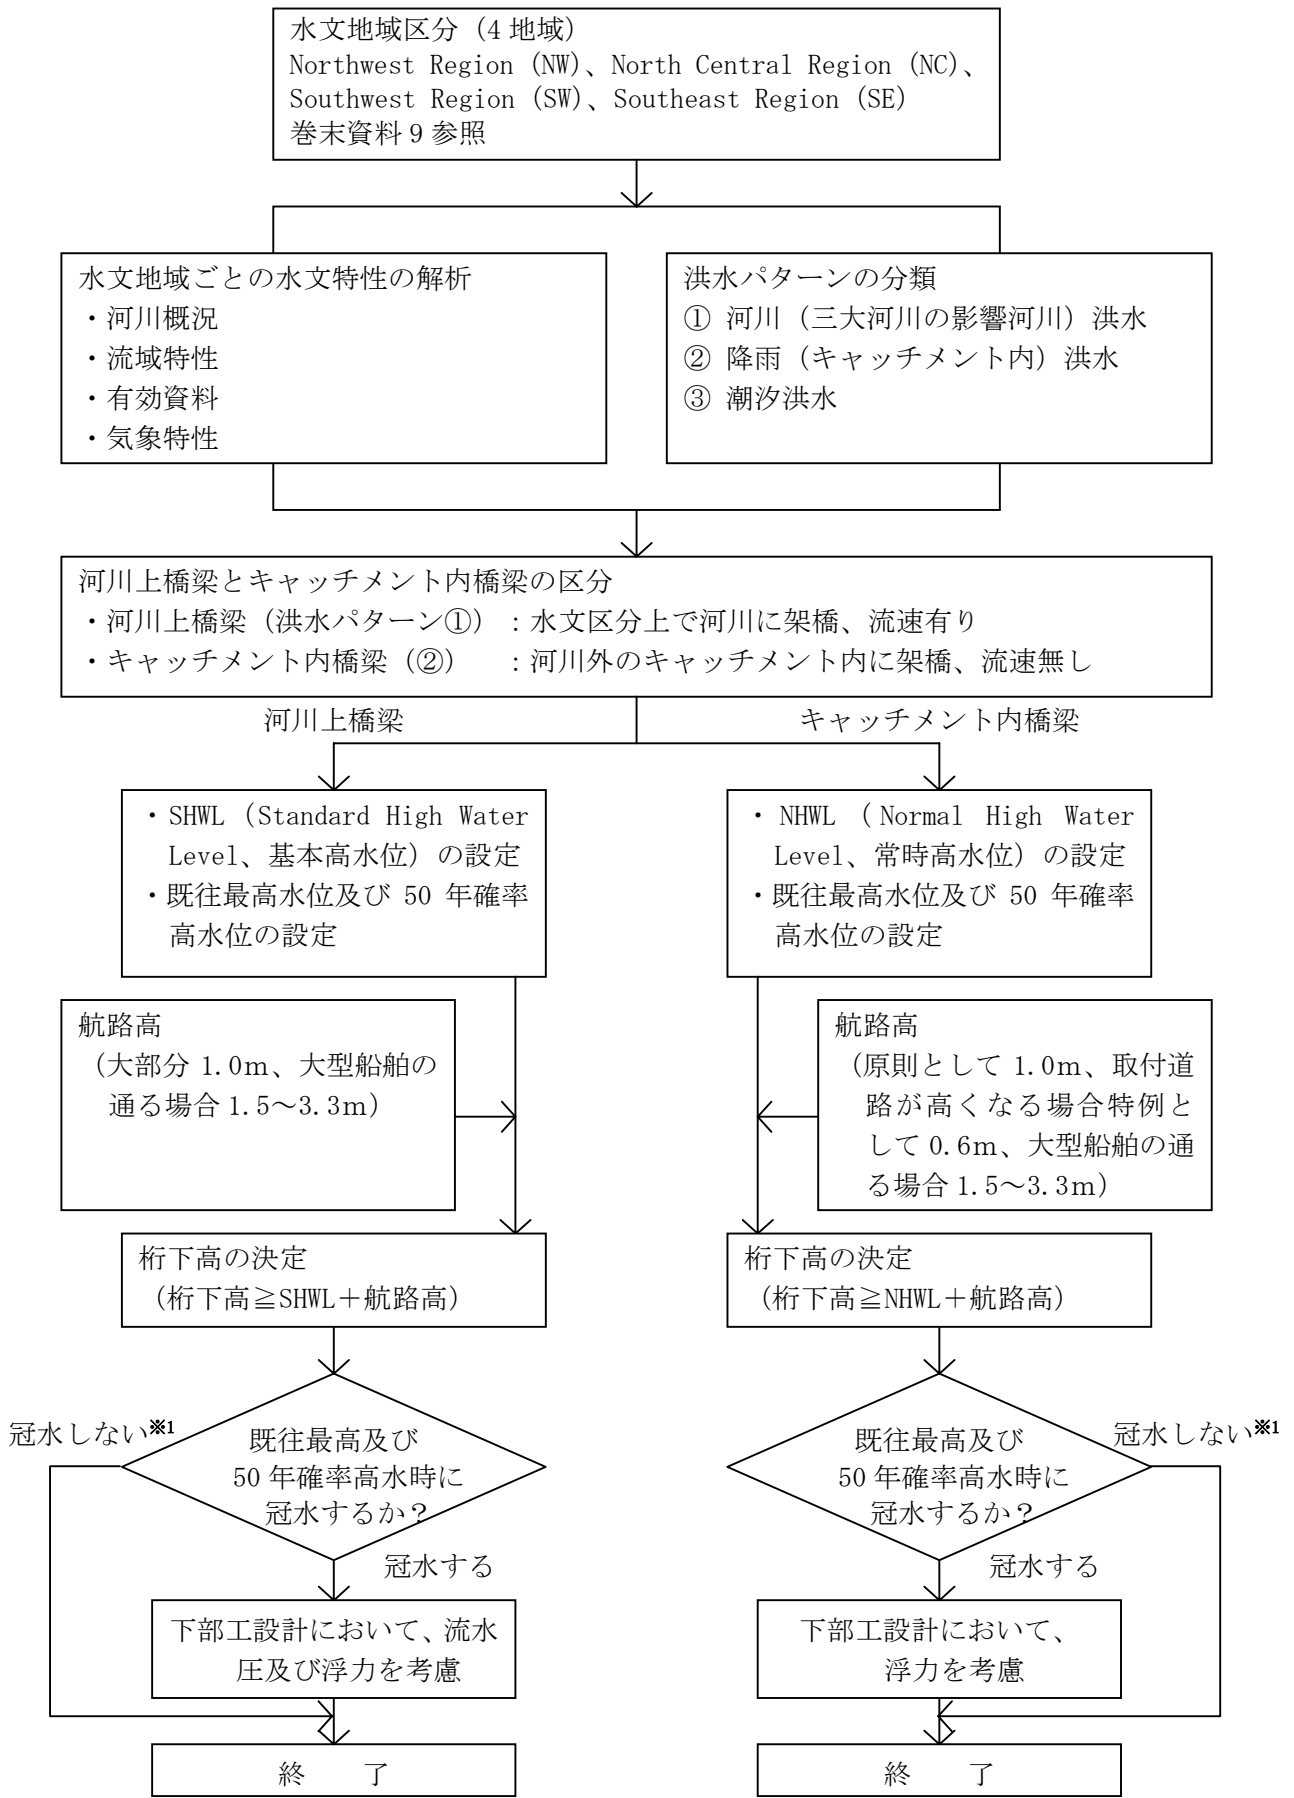 水文地域区分（4 地域）
Northwest Region（NW）、North Central Region（NC）、
Southwest Region（SW）、Southeast Region（SE）
巻末資料 9 参照
水文地域ごとの水文特性の解析
・河川概況
・流域特性
・有効資料
・気象特性
洪水パターンの分類
① 河川（三大河川の影響河川）洪水
② 降雨（キャッチメント内）洪水
③ 潮汐洪水
河川上橋梁とキャッチメント内橋梁の区分
・河川上橋梁（洪水パターン①）：水文区分上で河川に架橋、流速有り
・キャッチメント内橋梁（②）　：河川外のキャッチメント内に架橋、流速無し
河川上橋梁
キャッチメント内橋梁
・SHWL（Standard High Water
Level、基本高水位）の設定
・既往最高水位及び 50 年確率
高水位の設定
・NHWL（Normal High Water
Level、常時高水位）の設定
・既往最高水位及び 50 年確率
高水位の設定
航路高
（大部分 1.0m、大型船舶の
通る場合 1.5～3.3m）
航路高
（原則として 1.0m、取付道
路が高くなる場合特例と
して 0.6m、大型船舶の通
る場合 1.5～3.3m）
桁下高の決定
（桁下高≧SHWL＋航路高）
桁下高の決定
（桁下高≧NHWL＋航路高）
冠水しない※1
既往最高及び
50 年確率高水時に
冠水するか？
冠水する
既往最高及び
50 年確率高水時に
冠水するか？
冠水しない※1
冠水する
下部工設計において、流水
圧及び浮力を考慮
下部工設計において、
浮力を考慮
終　　了
終　　了